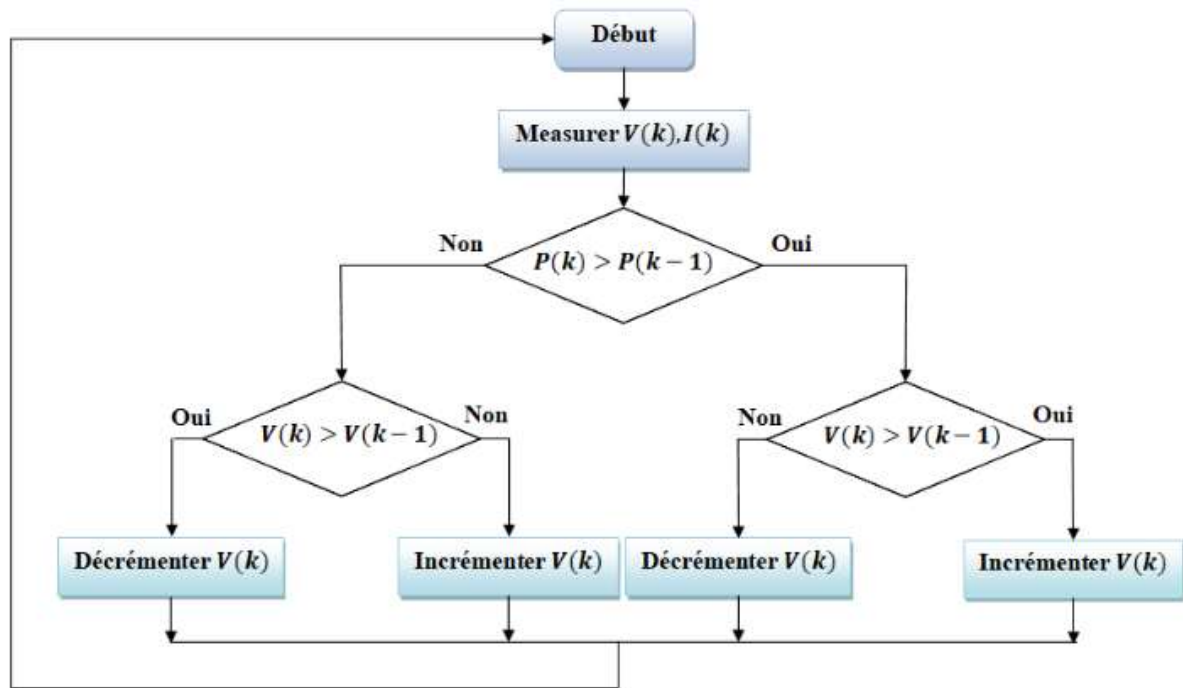 Début
Measurer V(k),I(k)
Non
Oui
P(k) > P(k − 1)
Oui
Non
Non
Oui
V(k) > V(k − 1)
V(k) > V(k − 1)
Décrémenter V(k)
Incrémenter V(k)
Décrémenter V(k)
Incrémenter V(k)